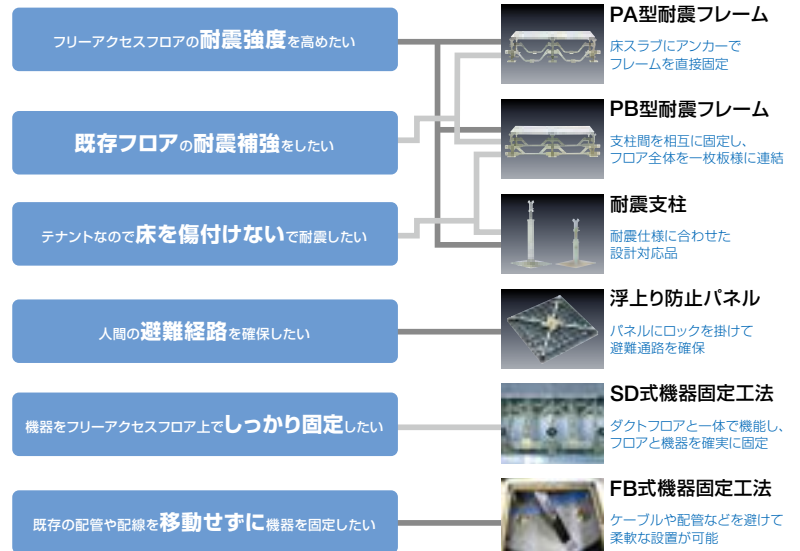 フリーアクセスフロアの耐震強度を高めたい
PA型耐震フレーム
床スラブにアンカーで
フレームを直接固定
既存フロアの耐震補強をしたい
PB型耐震フレーム
支柱間を相互に固定し、
フロア全体を一枚板様に連結
テナントなので床を傷付けないで耐震したい
耐震支柱
耐震仕様に合わせた
設計対応品
人間の避難経路を確保したい
浮上り防止パネル
パネルにロックを掛けて
避難通路を確保
機器をフリーアクセスフロア上でしっかり固定したい
SD式機器固定工法
ダクトフロアと一体で機能し、
フロアと機器を確実に固定
既存の配管や配線を移動せずに機器を固定したい
FB式機器固定工法
ケーブルや配管などを避けて
柔軟な設置が可能